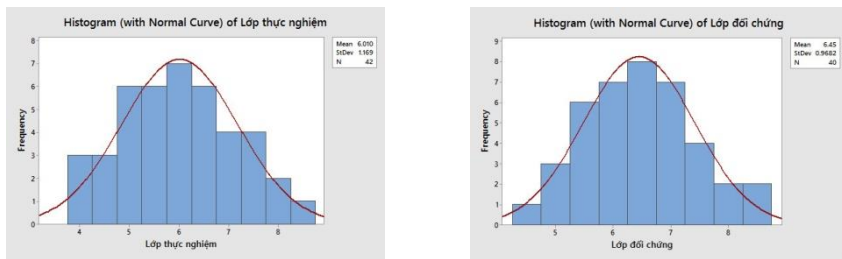 Histogram (with Normal Curve) of Lớp thực nghiệm
Mean 6.010
StDev 1.169
N 42
Frequency
8
7
6
5
4
3
2
1
0
4 5 6 7 8
Lớp thực nghiệm
Histogram (with Normal Curve) of Lớp đối chứng
Mean 6.45
StDev 0.9682
N 40
Frequency
9
8
7
6
5
4
3
2
1
0
5 6 7 8
Lớp đối chứng